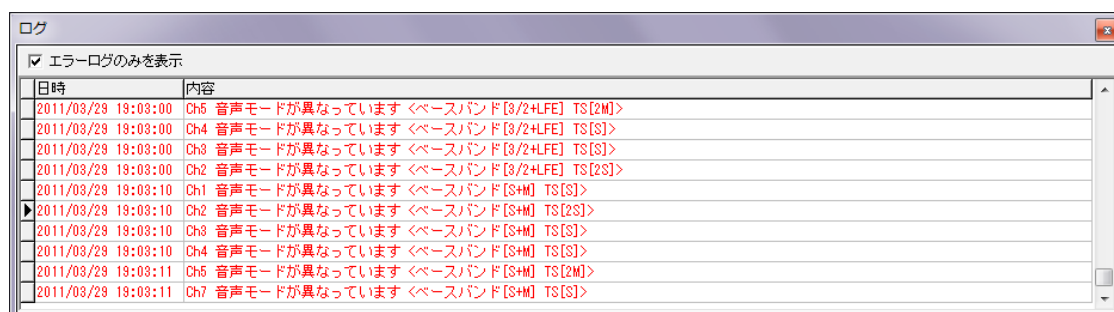 ログ
エラーログのみを表示
日時 内容
2011/03/29 19:03:00 Ch5 音声モードが異なっています <ベースバンド[3/2+LFE] TS[2M]>
2011/03/29 19:03:00 Ch4 音声モードが異なっています <ベースバンド[3/2+LFE] TS[S]>
2011/03/29 19:03:00 Ch3 音声モードが異なっています <ベースバンド[3/2+LFE] TS[S]>
2011/03/29 19:03:00 Ch2 音声モードが異なっています <ベースバンド[3/2+LFE] TS[2S]>
2011/03/29 19:03:10 Ch1 音声モードが異なっています <ベースバンド[S+M] TS[S]>
2011/03/29 19:03:10 Ch2 音声モードが異なっています <ベースバンド[S+M] TS[2S]>
2011/03/29 19:03:10 Ch3 音声モードが異なっています <ベースバンド[S+M] TS[S]>
2011/03/29 19:03:10 Ch4 音声モードが異なっています <ベースバンド[S+M] TS[S]>
2011/03/29 19:03:11 Ch5 音声モードが異なっています <ベースバンド[S+M] TS[2M]>
2011/03/29 19:03:11 Ch7 音声モードが異なっています <ベースバンド[S+M] TS[S]>